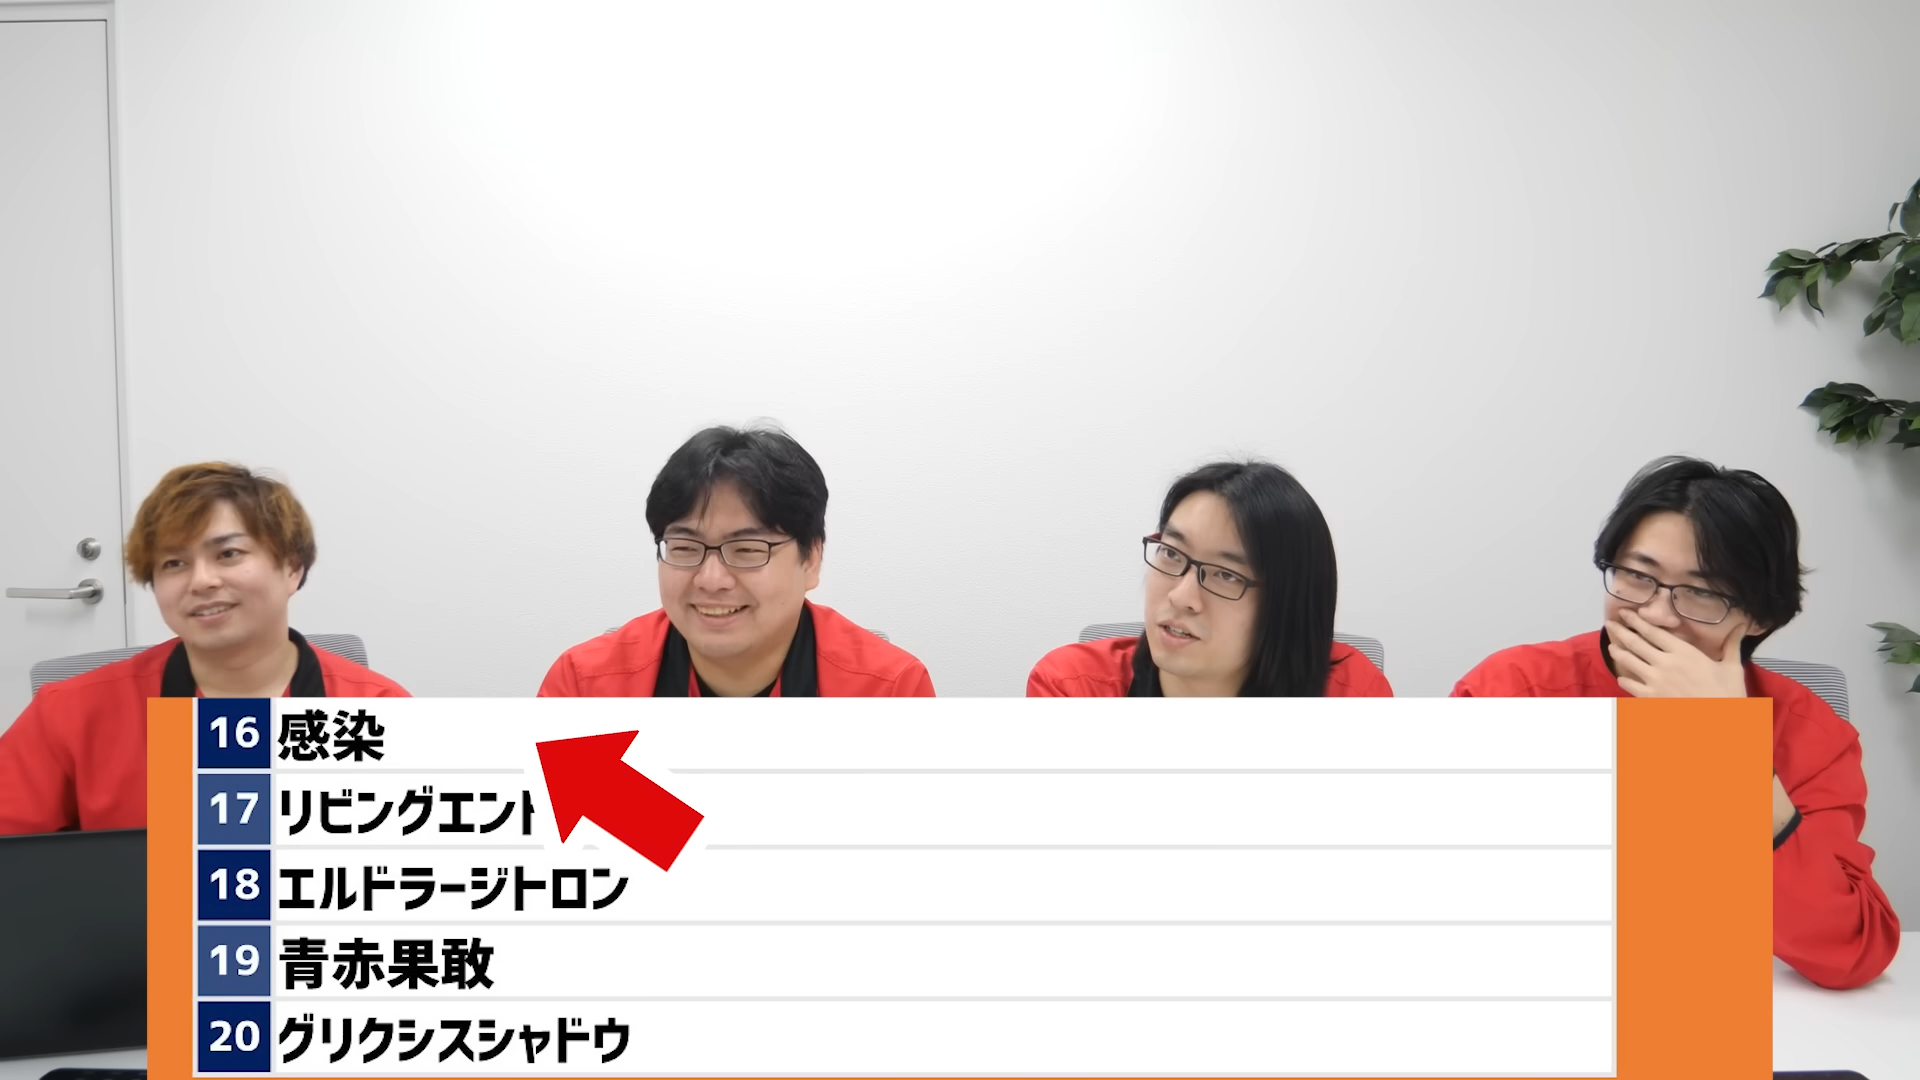 16 感染
17 リビングエント
18 エルドラージトロン
19 青赤果敢
20 グリクシスシャドウ